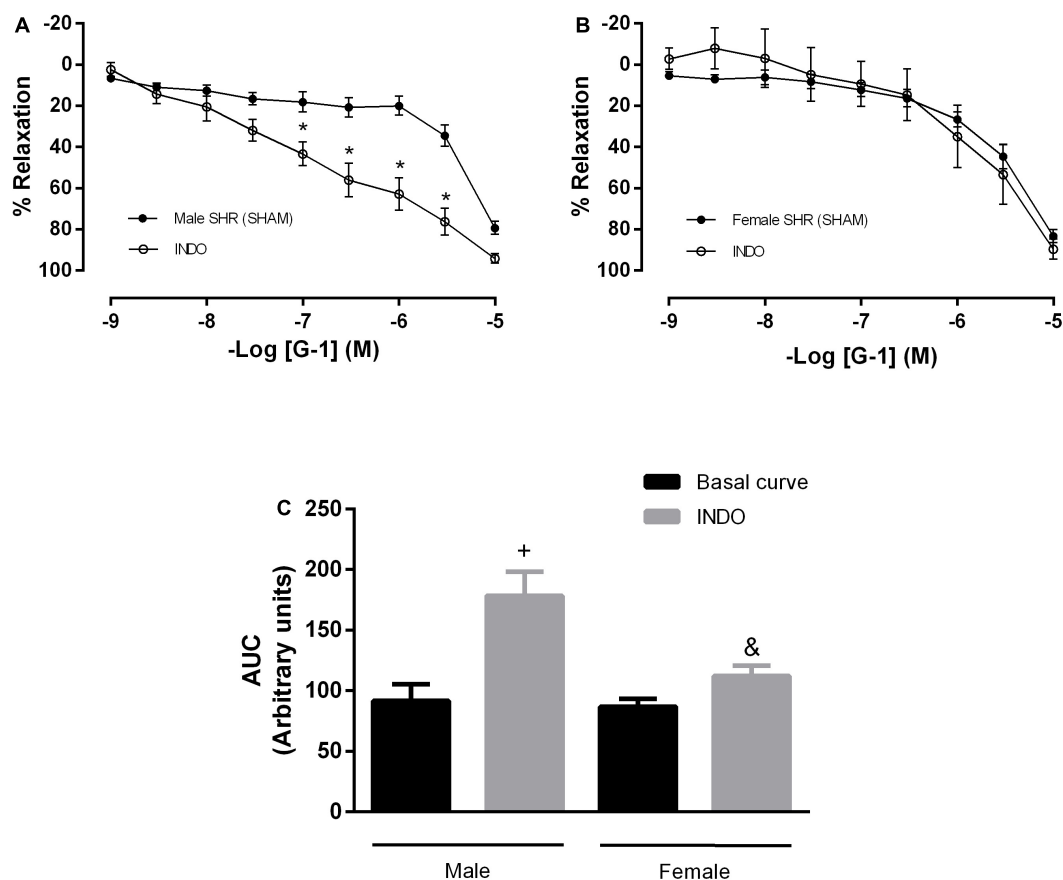 A
-20
0
20
40
60
80
100
% Relaxation
*
*
*
*
Male SHR (SHAM)
INDO
-9
-8
-7
-6
-5
-Log [G-1] (M)
B
-20
0
20
40
60
80
100
% Relaxation
Female SHR (SHAM)
INDO
-9
-8
-7
-6
-5
-Log [G-1] (M)
C
Basal curve
INDO
250
200
150
100
50
0
AUC
(Arbitrary units)
+
&
Male
Female